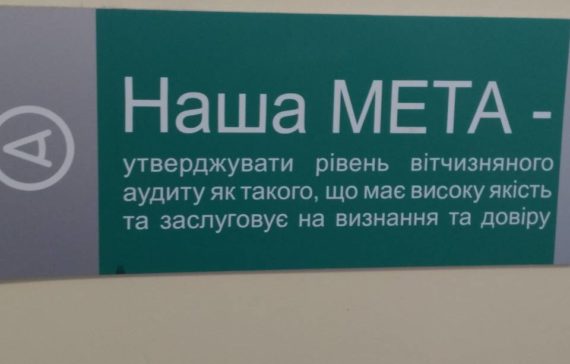 Наша МЕТА -
утверджувати рівень вітчизняного
аудиту як такого, що має високу якість
та заслуговує на визнання та довіру
А